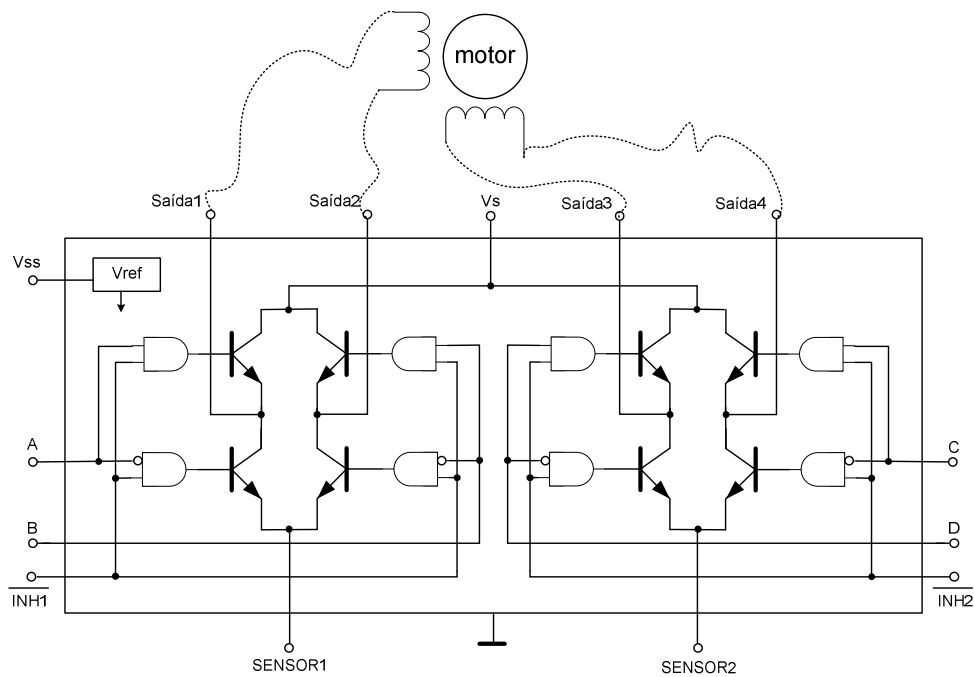 motor
Saída1
Saída2
Vs
Saída3
Saída4
Vss
Vref
A
C
B
D
INH1
INH2
SENSOR1
SENSOR2